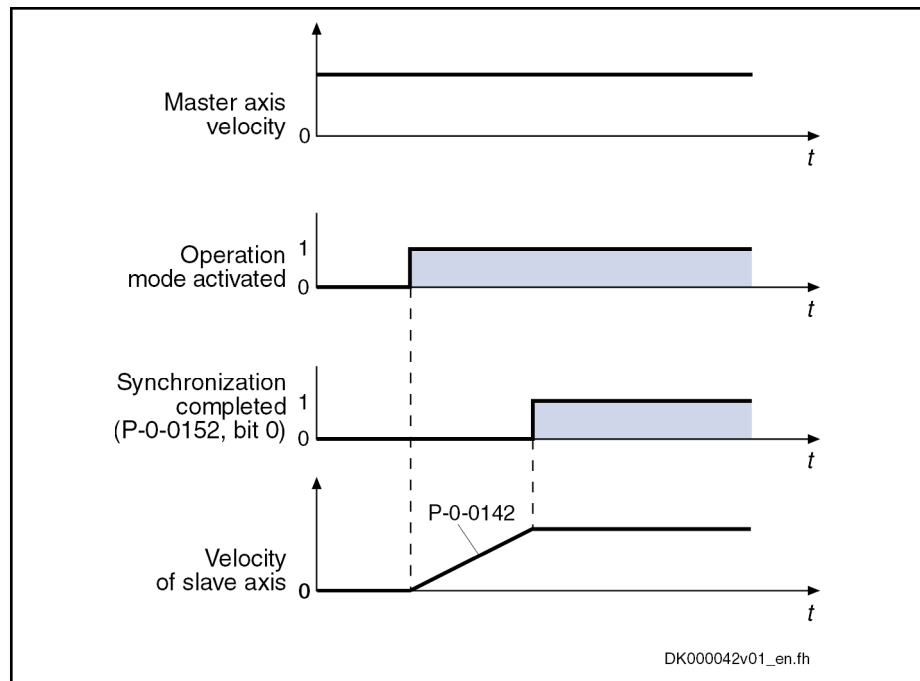 Master axis
velocity
0
t
Operation
mode activated
1
0
t
Synchronization
completed
(P-0-0152, bit 0)
1
0
t
P-0-0142
Velocity
of slave axis
0
t
DK000042v01_en.fh